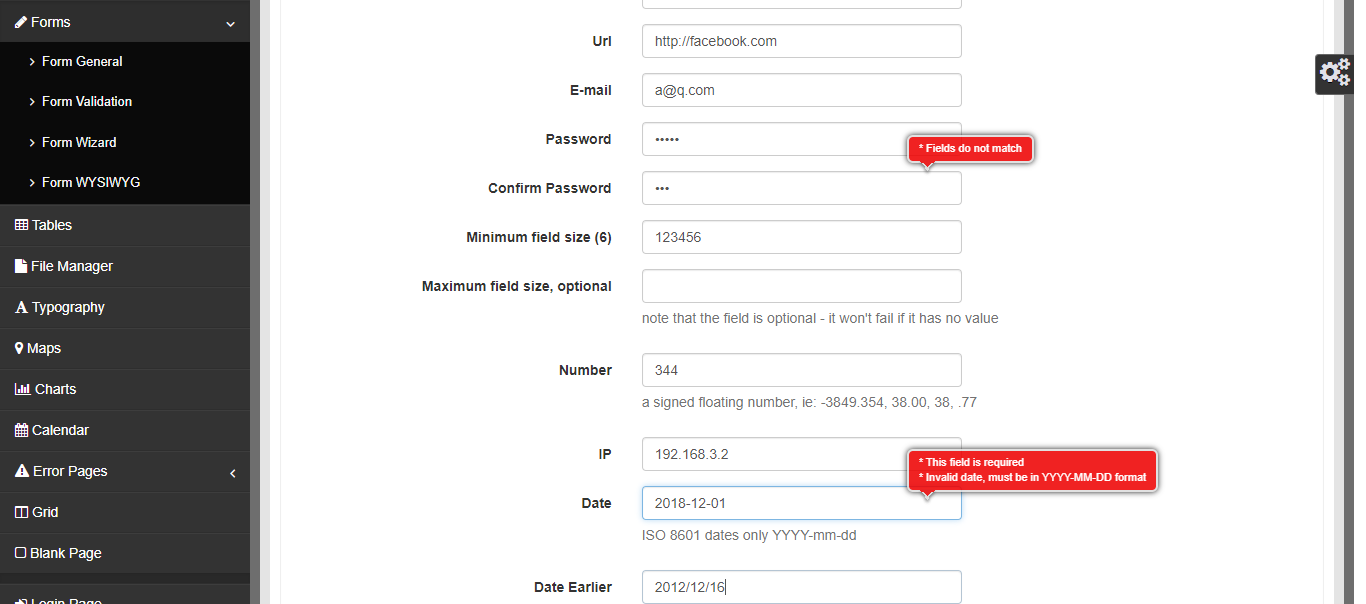 Forms
Form General
Form Validation
Form Wizard
Form WYSIWYG
Tables
File Manager
Typography
Maps
Charts
Calendar
Error Pages
Grid
Blank Page
Login Page
Url
http://facebook.com
E-mail
a@q.com
Password
•••••
* Fields do not match
Confirm Password
•••
Minimum field size (6)
123456
Maximum field size, optional
note that the field is optional - it won't fail if it has no value
Number
344
a signed floating number, ie: -3849.354, 38.00, 38, .77
IP
192.168.3.2
* This field is required
* Invalid date, must be in YYYY-MM-DD format
Date
2018-12-01
ISO 8601 dates only YYYY-mm-dd
Date Earlier
2012/12/16